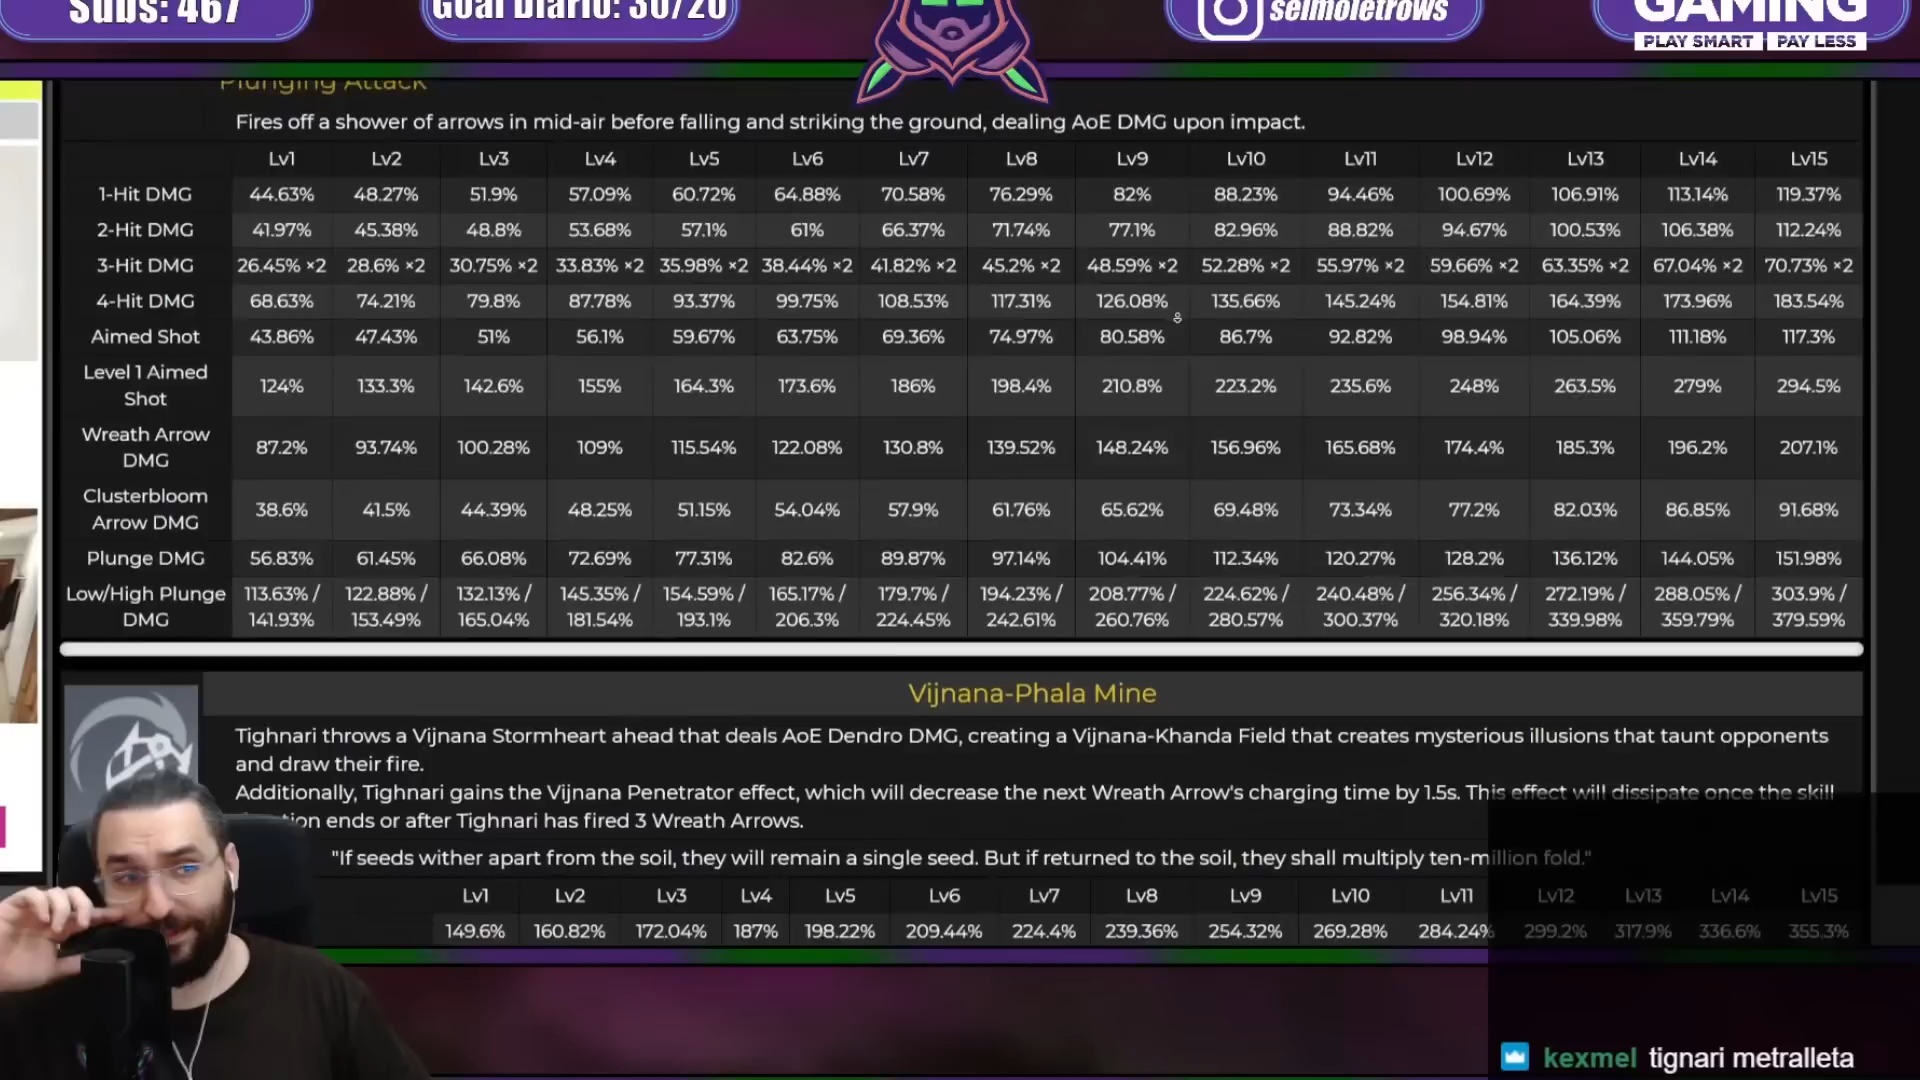 Subs: 467
Goal Diario: 30/20
selmoletrows
GAMING
PLAY SMART PAY LESS
Plunging Attack
Fires off a shower of arrows in mid-air before falling and striking the ground, dealing AoE DMG upon impact.
Lv1 Lv2 Lv3 Lv4 Lv5 Lv6 Lv7 Lv8 Lv9 Lv10 Lv11 Lv12 Lv13 Lv14 Lv15
1-Hit DMG 44.63% 48.27% 51.9% 57.09% 60.72% 64.88% 70.58% 76.29% 82% 88.23% 94.46% 100.69% 106.91% 113.14% 119.37%
2-Hit DMG 41.97% 45.38% 48.8% 53.68% 57.1% 61% 66.37% 71.74% 77.1% 82.96% 88.82% 94.67% 100.53% 106.38% 112.24%
3-Hit DMG 26.45% ×2 28.6% ×2 30.75% ×2 33.83% ×2 35.98% ×2 38.44% ×2 41.82% ×2 45.2% ×2 48.59% ×2 52.28% ×2 55.97% ×2 59.66% ×2 63.35% ×2 67.04% ×2 70.73% ×2
4-Hit DMG 68.63% 74.21% 79.8% 87.78% 93.37% 99.75% 108.53% 117.31% 126.08% 135.66% 145.24% 154.81% 164.39% 173.96% 183.54%
Aimed Shot 43.86% 47.43% 51% 56.1% 59.67% 63.75% 69.36% 74.97% 80.58% 86.7% 92.82% 98.94% 105.06% 111.18% 117.3%
Level 1 Aimed
Shot 124% 133.3% 142.6% 155% 164.3% 173.6% 186% 198.4% 210.8% 223.2% 235.6% 248% 263.5% 279% 294.5%
Wreath Arrow
DMG 87.2% 93.74% 100.28% 109% 115.54% 122.08% 130.8% 139.52% 148.24% 156.96% 165.68% 174.4% 185.3% 196.2% 207.1%
Clusterbloom
Arrow DMG 38.6% 41.5% 44.39% 48.25% 51.15% 54.04% 57.9% 61.76% 65.62% 69.48% 73.34% 77.2% 82.03% 86.85% 91.68%
Plunge DMG 56.83% 61.45% 66.08% 72.69% 77.31% 82.6% 89.87% 97.14% 104.41% 112.34% 120.27% 128.2% 136.12% 144.05% 151.98%
Low/High Plunge 113.63% / 122.88% / 132.13% / 145.35% / 154.59% / 165.17% / 179.7% / 194.23% / 208.77% / 224.62% / 240.48% / 256.34% / 272.19% / 288.05% / 303.9% /
DMG 141.93% 153.49% 165.04% 181.54% 193.1% 206.3% 224.45% 242.61% 260.76% 280.57% 300.37% 320.18% 339.98% 359.79% 379.59%
Vijnana-Phala Mine
Tighnari throws a Vijnana Stormheart ahead that deals AoE Dendro DMG, creating a Vijnana-Khanda Field that creates mysterious illusions that taunt opponents
and draw their fire.
Additionally, Tighnari gains the Vijnana Penetrator effect, which will decrease the next Wreath Arrow's charging time by 1.5s. This effect will dissipate once the skill
ends or after Tighnari has fired 3 Wreath Arrows.
"If seeds wither apart from the soil, they will remain a single seed. But if returned to the soil, they shall multiply ten-million fold."
Lv1 Lv2 Lv3 Lv4 Lv5 Lv6 Lv7 Lv8 Lv9 Lv10 Lv11 Lv12 Lv13 Lv14 Lv15
149.6% 160.82% 172.04% 187% 198.22% 209.44% 224.4% 239.36% 254.32% 269.28% 284.24% 299.2% 317.9% 336.6% 355.3%
kexmel tignari metralleta